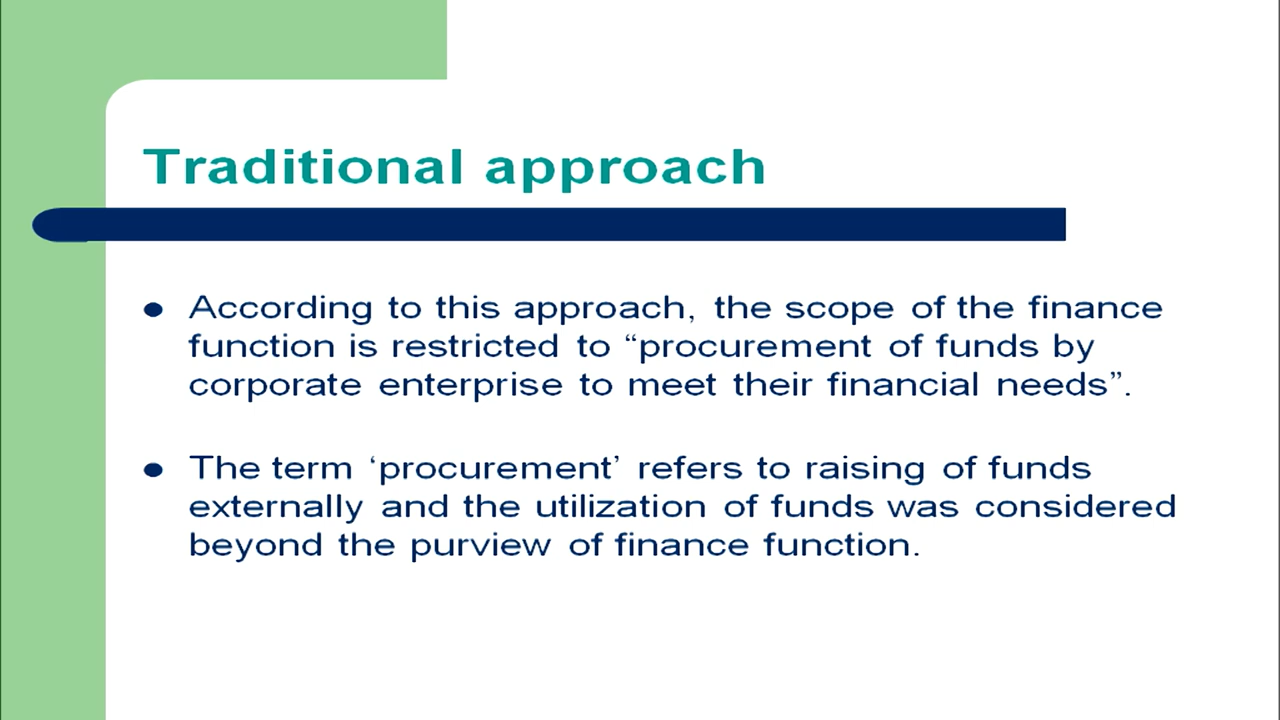 Traditional approach
● According to this approach, the scope of the finance
function is restricted to “procurement of funds by
corporate enterprise to meet their financial needs”.
● The term ‘procurement’ refers to raising of funds
externally and the utilization of funds was considered
beyond the purview of finance function.